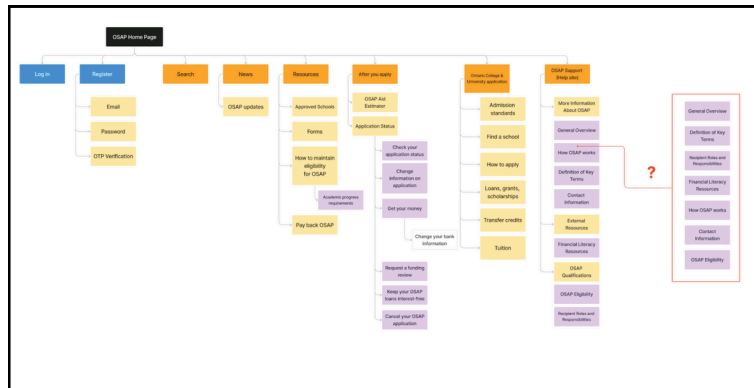 OSAP Home Page
Log in
Register
Search
News
Resources
After you apply
Ontario College &
University application
OSAP Support
(Help site)
Email
Password
OTP Verification
OSAP updates
Approved Schools
Forms
How to maintain
eligibility
for OSAP
Academic progress
requirements
Pay back OSAP
OSAP Aid
Estimator
Application Status
Check your
application status
Change
information on
application
Get your money
Change your bank
information
Request a funding
review
Keep your OSAP
loans interest-free
Cancel your OSAP
application
Admission
standards
Find a school
How to apply
Loans, grants,
scholarships
Transfer credits
Tuition
More Information
About OSAP
General Overview
How OSAP works
Definition of Key
Terms
Contact
Information
External
Resources
Financial Literacy
Resources
OSAP
Qualifications
OSAP Eligibility
Recipient Roles and
Responsibilities
?
General Overview
Definition of Key
Terms
Recipient Roles and
Responsibilities
Financial Literacy
Resources
How OSAP works
Contact
Information
OSAP Eligibility